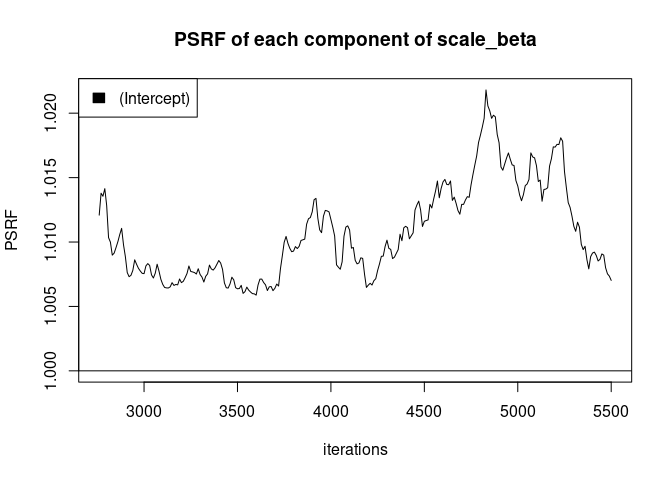 PSRF of each component of scale_beta
(Intercept)
PSRF
1.020
1.015
1.010
1.005
1.000
3000 3500 4000 4500 5000 5500
iterations